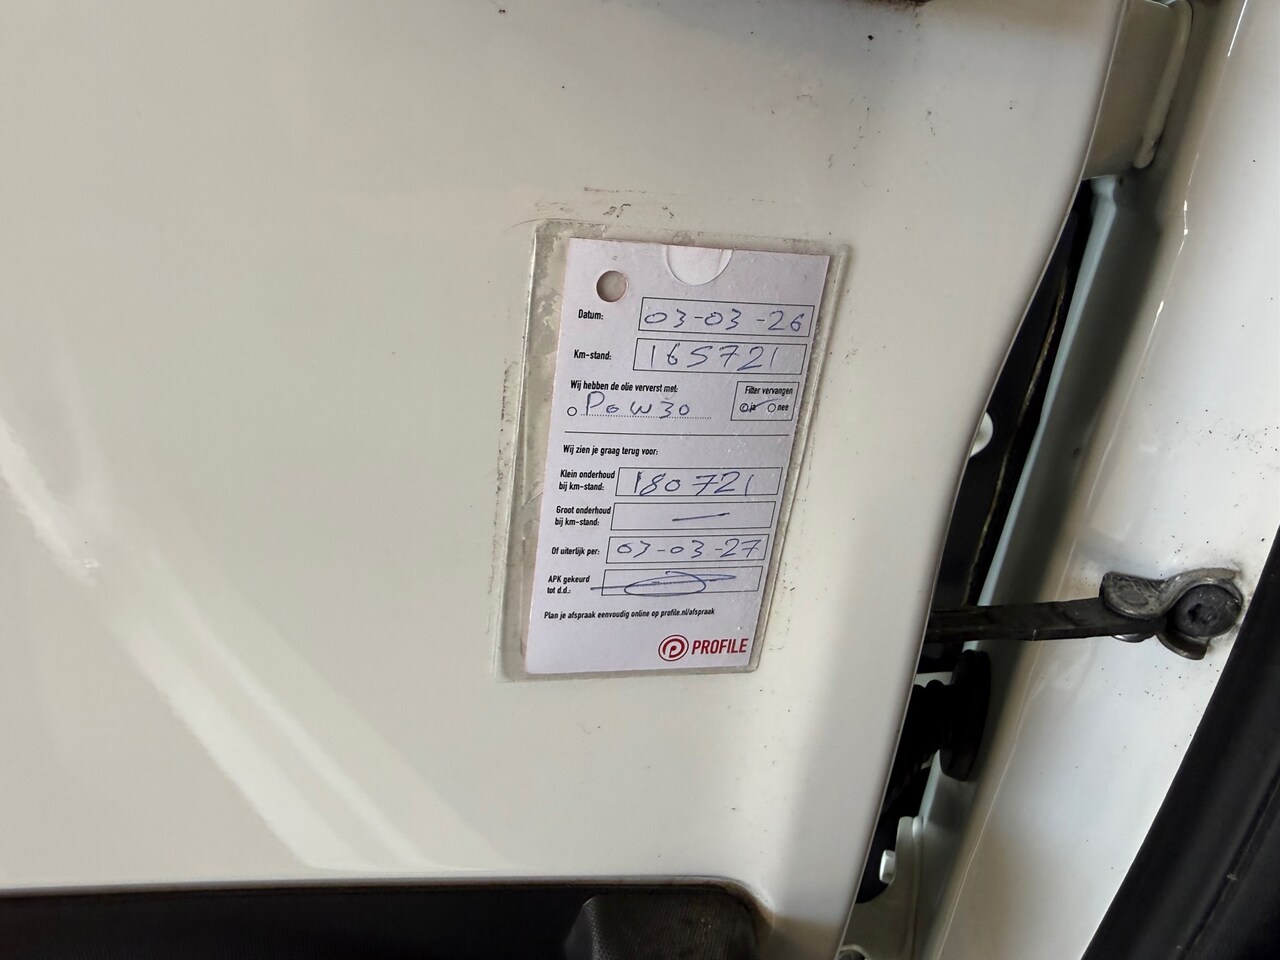 Datum: 03-03-26
Km-stand: 165721
Wij hebben de olie ververst met:
Pow30
Filter vervangen
ja nee
Wij zien je graag terug voor:
Klein onderhoud
bij km-stand: 180721
Groot onderhoud
bij km-stand: —
Of uiterlijk per: 03-03-27
APK gekeurd
tot d.d.:
Plan je afspraak eenvoudig online op profile.nl/afspraak
PROFILE